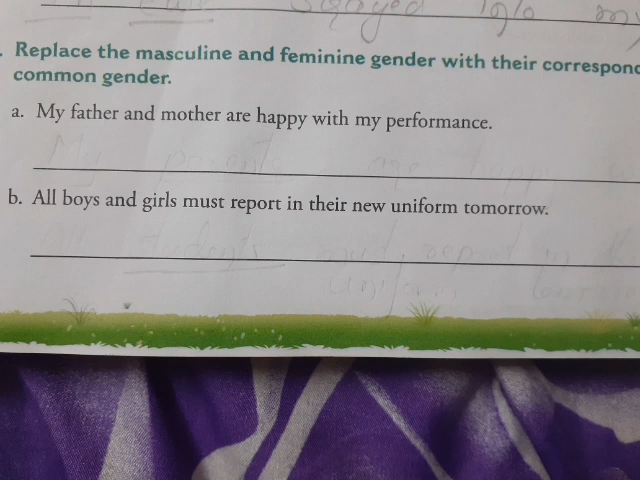 enjoyed
Replace the masculine and feminine gender with their correspond
common gender.
a. My father and mother are happy with my performance.
My parents are happy
b. All boys and girls must report in their new uniform tomorrow.
All students must report in
uniform